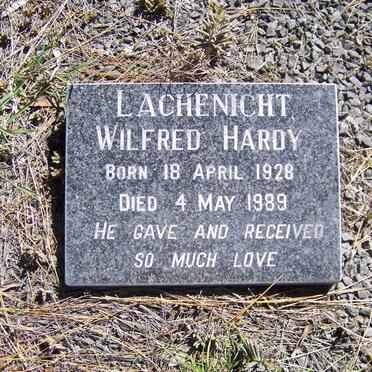 LACHENICHT
WILFRED HARDY
BORN 18 APRIL 1928
DIED 4 MAY 1989
HE GAVE AND RECEIVED
SO MUCH LOVE